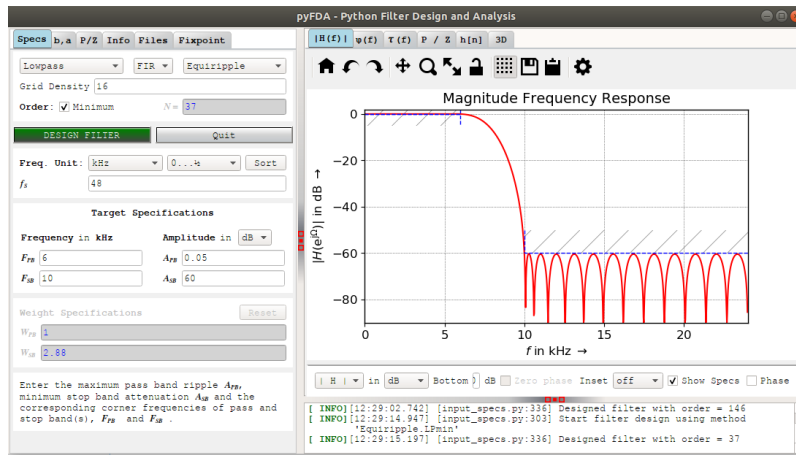 pyFDA - Python Filter Design and Analysis
Specs b,a P/Z Info Files Fixpoint
Lowpass FIR Equiripple
Grid Density 16
Order: Minimum N = 37
DESIGN FILTER Quit
Freq. Unit: kHz 0...½ Sort
fS 48
Target Specifications
Frequency in kHz Amplitude in dB
FPB 6 APB 0.05
FSB 10 ASB 60
Weight Specifications Reset
WPB 1
WSB 2.88
Enter the maximum pass band ripple APB,
minimum stop band attenuation ASB and the
corresponding corner frequencies of pass and
stop band(s), FPB and FSB .
|H(f)| φ(f) τ(f) P / Z h[n] 3D
Magnitude Frequency Response
|H(e^jΩ)| in dB →
0
−20
−40
−60
−80
0 5 10 15 20
f in kHz →
| H | in dB Bottom dB Zero phase Inset off Show Specs Phase
[ INFO][12:29:02.742] [input_specs.py:336] Designed filter with order = 146
[ INFO][12:29:14.947] [input_specs.py:303] Start filter design using method
'Equiripple.LPmin'
[ INFO][12:29:15.197] [input_specs.py:336] Designed filter with order = 37